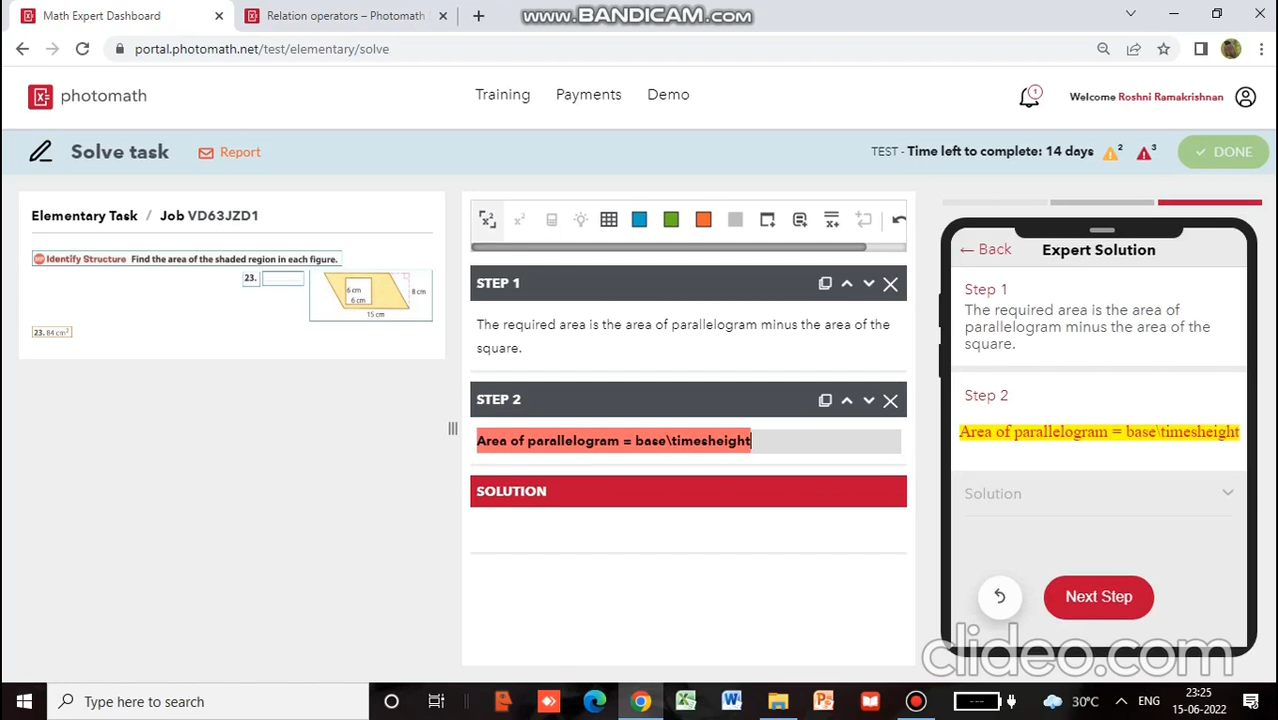 Math Expert Dashboard
Relation operators – Photomath
www.BANDICAM.com
portal.photomath.net/test/elementary/solve
photomath
Training
Payments
Demo
1
Welcome Roshni Ramakrishnan
Solve task
Report
TEST - Time left to complete: 14 days
2
3
DONE
Elementary Task / Job VD63JZD1
Identify Structure Find the area of the shaded region in each figure.
23.
6 cm
6 cm
8 cm
15 cm
23. 84 cm²
STEP 1
The required area is the area of parallelogram minus the area of the
square.
STEP 2
Area of parallelogram = base\timesheight
SOLUTION
← Back
Expert Solution
Step 1
The required area is the area of
parallelogram minus the area of the
square.
Step 2
Area of parallelogram = base\timesheight
Solution
Next Step
clideo.com
Type here to search
30°C
ENG
23:25
15-06-2022